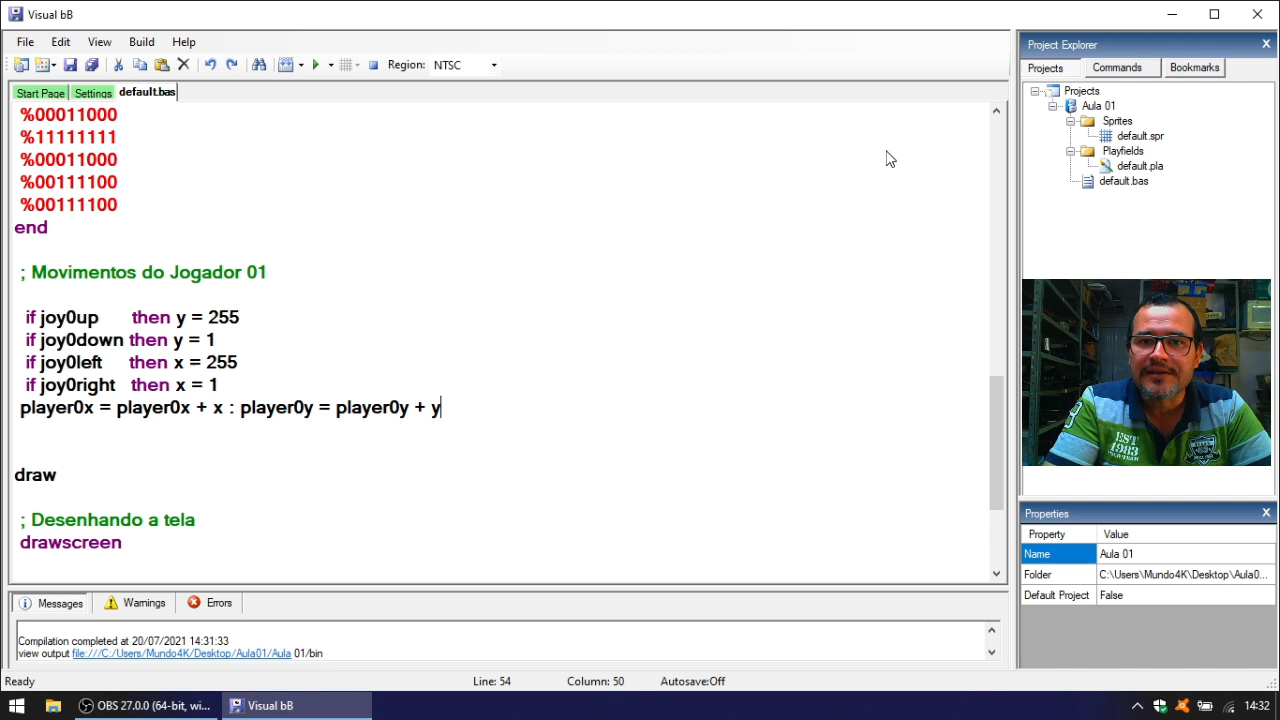 Visual bB
File Edit View Build Help
Region: NTSC
Start Page Settings default.bas
%00011000
%11111111
%00011000
%00111100
%00111100
end
; Movimentos do Jogador 01
if joy0up then y = 255
if joy0down then y = 1
if joy0left then x = 255
if joy0right then x = 1
player0x = player0x + x : player0y = player0y + y
draw
; Desenhando a tela
drawscreen
Messages Warnings Errors
Compilation completed at 20/07/2021 14:31:33
view output file:///C:/Users/Mundo4K/Desktop/Aula01/Aula 01/bin
Ready Line: 54 Column: 50 Autosave:Off
Project Explorer X
Projects Commands Bookmarks
Projects
Aula 01
Sprites
default.spr
Playfields
default.pla
default.bas
EST
1983
Properties X
Property Value
Name Aula 01
Folder C:\Users\Mundo4K\Desktop\Aula0...
Default Project False
OBS 27.0.0 (64-bit, wi... Visual bB 14:32